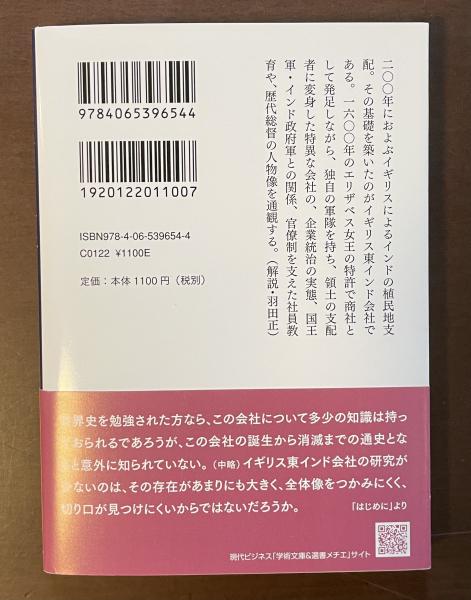 9784065396544
1920122011007
ISBN978-4-06-539654-4
C0122 ¥1100E
定価：本体1100円（税別）
二〇〇年におよぶイギリスによるインドの植民地支
配。その基礎を築いたのがイギリス東インド会社で
ある。一六〇〇年のエリザベス女王の特許で商社と
して発足しながら、独自の軍隊を持ち、領土の支配
者に変身した特異な会社の、企業統治の実態、国王
軍・インド政府軍との関係、官僚制を支えた社員教
育や、歴代総督の人物像を通観する。（解説・羽田正）
世界史を勉強された方なら、この会社について多少の知識は持っ
ておられるであろうが、この会社の誕生から消滅までの通史とな
ると意外に知られていない。（中略）イギリス東インド会社の研究が
少ないのは、その存在があまりにも大きく、全体像をつかみにくく、
切り口が見つけにくいからではないだろうか。
「はじめに」より
現代ビジネス「学術文庫&選書メチエ」サイト